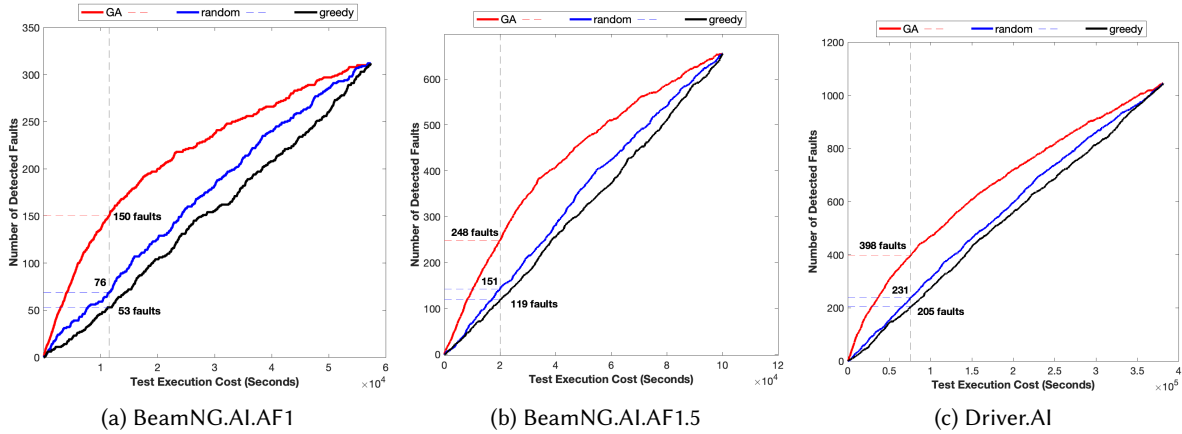 GA random greedy
350
300
250
200
150
100
50
0
Number of Detected Faults
150 faults
76
53 faults
0 1 2 3 4 5 6
×10⁴
Test Execution Cost (Seconds)
(a) BeamNG.AI.AF1
GA random greedy
600
500
400
300
200
100
0
Number of Detected Faults
248 faults
151
119 faults
0 2 4 6 8 10 12
×10⁴
Test Execution Cost (Seconds)
(b) BeamNG.AI.AF1.5
GA random greedy
1200
1000
800
600
400
200
0
Number of Detected Faults
398 faults
231
205 faults
0 0.5 1 1.5 2 2.5 3 3.5 4
×10⁵
Test Execution Cost (Seconds)
(c) Driver.AI